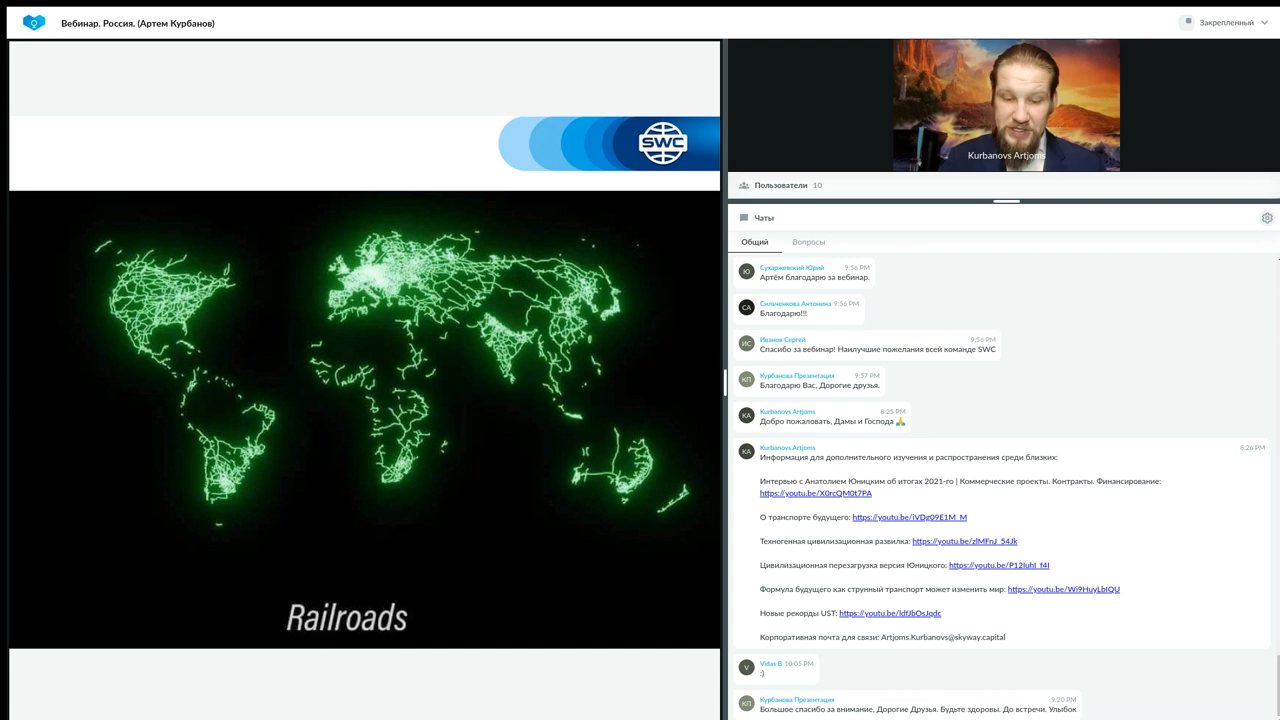 Вебинар. Россия. (Артем Курбанов)
Закрепленный
SWC
Railroads
Kurbanovs Artjoms
Пользователи 10
Чаты
Общий Вопросы
Ю Сухаржевский Юрий 9:56 PM
Артём благодарю за вебинар.
СА Сильченкова Антонина 9:56 PM
Благодарю!!!
ИС Иванов Сергей 9:56 PM
Спасибо за вебинар! Наилучшие пожелания всей команде SWC
КП Курбанова Презентация 9:57 PM
Благодарю Вас, Дорогие друзья.
KA Kurbanovs Artjoms 8:25 PM
Добро пожаловать, Дамы и Господа 🙏
KA Kurbanovs Artjoms 8:26 PM
Информация для дополнительного изучения и распространения среди близких:
Интервью с Анатолием Юницким об итогах 2021-го | Коммерческие проекты. Контракты. Финансирование:
https://youtu.be/X0rcQM0t7PA
О транспорте будущего: https://youtu.be/iVDg09E1M_M
Техногенная цивилизационная развилка: https://youtu.be/zlMFnJ_54Jk
Цивилизационная перезагрузка версия Юницкого: https://youtu.be/P12IuhI_f4I
Формула будущего как струнный транспорт может изменить мир: https://youtu.be/Wi9HuyLbIQU
Новые рекорды UST: https://youtu.be/ldfJbOsJqdc
Корпоративная почта для связи: Artjoms.Kurbanovs@skyway.capital
V Vidas B 10:05 PM
:)
КП Курбанова Презентация 9:20 PM
Большое спасибо за внимание, Дорогие Друзья. Будьте здоровы. До встречи. Улыбок